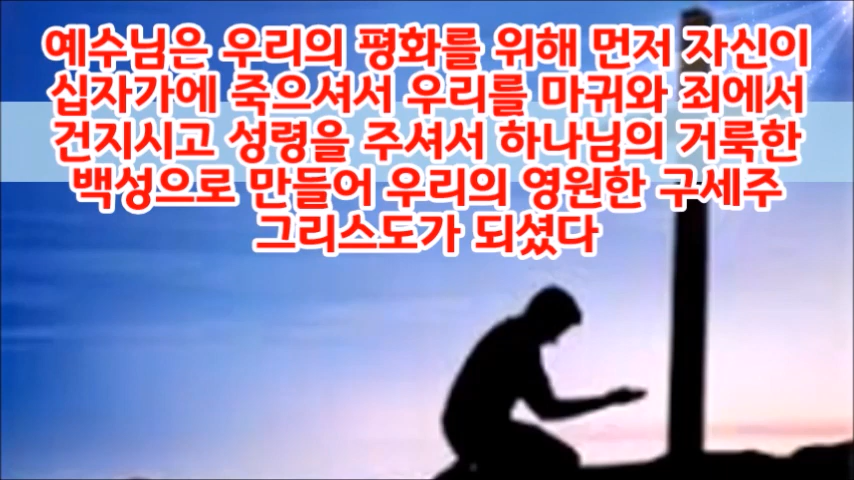 예수님은 우리의 평화를 위해 먼저 자신이
십자가에 죽으셔서 우리를 마귀와 죄에서
건지시고 성령을 주셔서 하나님의 거룩한
백성으로 만들어 우리의 영원한 구세주
그리스도가 되셨다